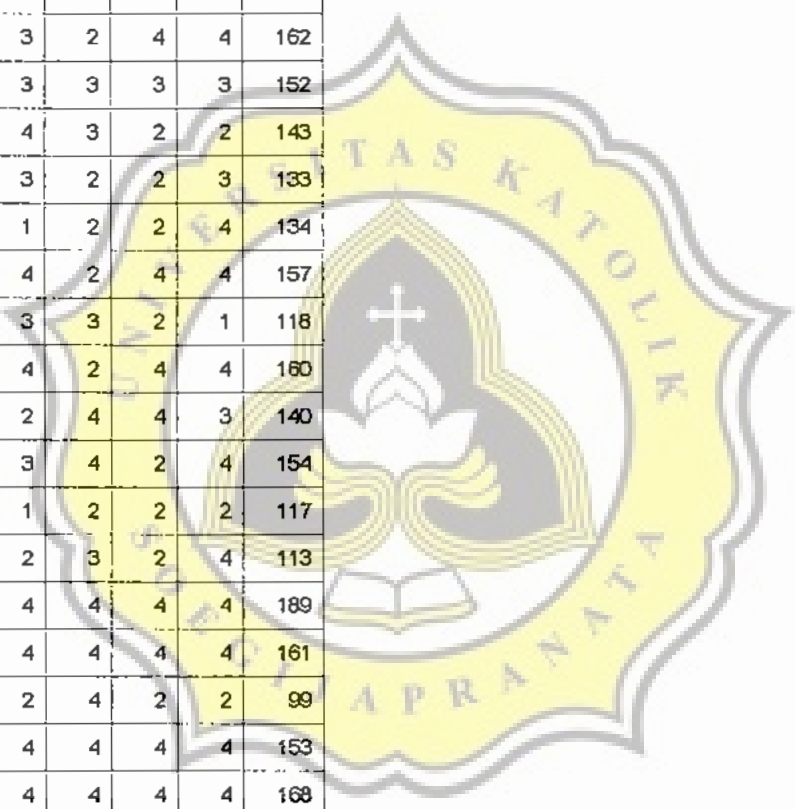 3 2 4 4 162
3 3 3 3 152
4 3 2 2 143
3 2 2 3 133
1 2 2 4 134
4 2 4 4 157
3 3 2 1 118
4 2 4 4 160
2 4 4 3 140
3 4 2 4 154
1 2 2 2 117
2 3 2 4 113
4 4 4 4 189
4 4 4 4 161
2 4 2 2 99
4 4 4 4 153
4 4 4 4 168
UNIVERSITAS KATOLIK
SOEGIJAPRANATA